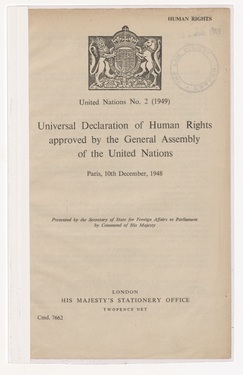 HUMAN RIGHTS
United Nations No. 2 (1949)
Universal Declaration of Human Rights
approved by the General Assembly
of the United Nations
Paris, 10th December, 1948
Presented by the Secretary of State for Foreign Affairs to Parliament
by Command of His Majesty
LONDON
HIS MAJESTY'S STATIONERY OFFICE
TWOPENCE NET
Cmd. 7662